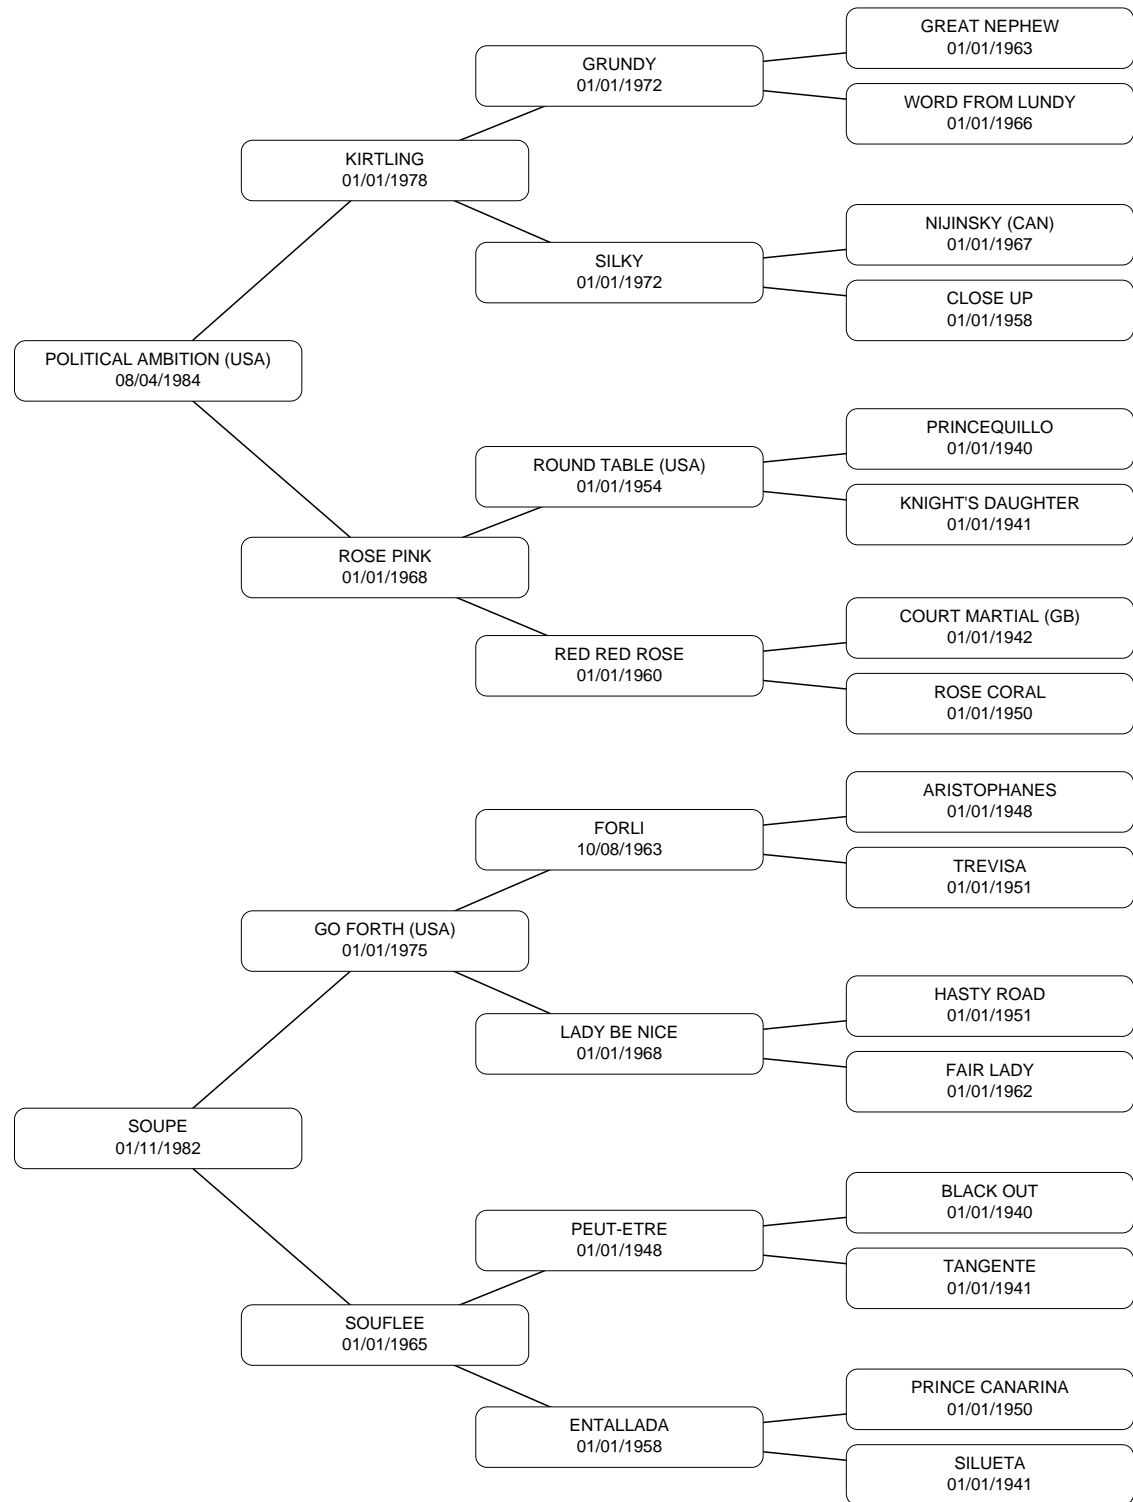 GREAT NEPHEW
01/01/1963
GRUNDY
01/01/1972
WORD FROM LUNDY
01/01/1966
KIRTLING
01/01/1978
NIJINSKY (CAN)
01/01/1967
SILKY
01/01/1972
CLOSE UP
01/01/1958
POLITICAL AMBITION (USA)
08/04/1984
PRINCEQUILLO
01/01/1940
ROUND TABLE (USA)
01/01/1954
KNIGHT'S DAUGHTER
01/01/1941
ROSE PINK
01/01/1968
COURT MARTIAL (GB)
01/01/1942
RED RED ROSE
01/01/1960
ROSE CORAL
01/01/1950
ARISTOPHANES
01/01/1948
FORLI
10/08/1963
TREVISA
01/01/1951
GO FORTH (USA)
01/01/1975
HASTY ROAD
01/01/1951
LADY BE NICE
01/01/1968
FAIR LADY
01/01/1962
SOUPE
01/11/1982
BLACK OUT
01/01/1940
PEUT-ETRE
01/01/1948
TANGENTE
01/01/1941
SOUFLEE
01/01/1965
PRINCE CANARINA
01/01/1950
ENTALLADA
01/01/1958
SILUETA
01/01/1941